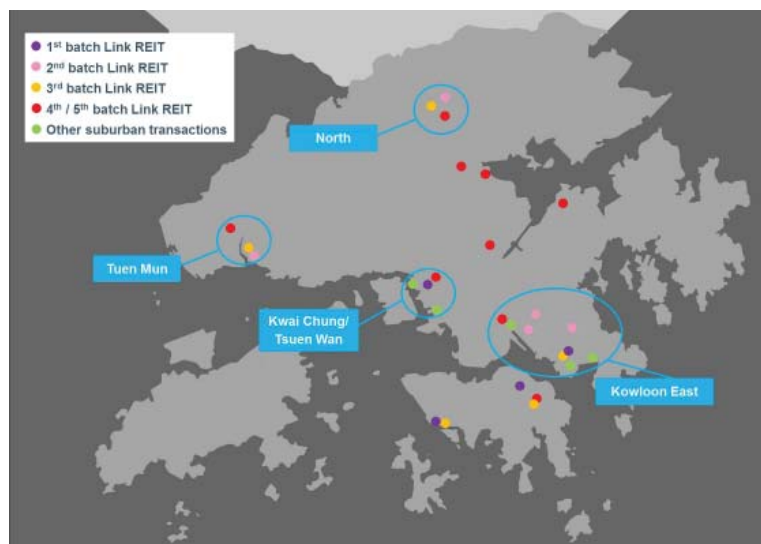 1st batch Link REIT
2nd batch Link REIT
3rd batch Link REIT
4th / 5th batch Link REIT
Other suburban transactions
North
Tuen Mun
Kwai Chung/
Tsuen Wan
Kowloon East